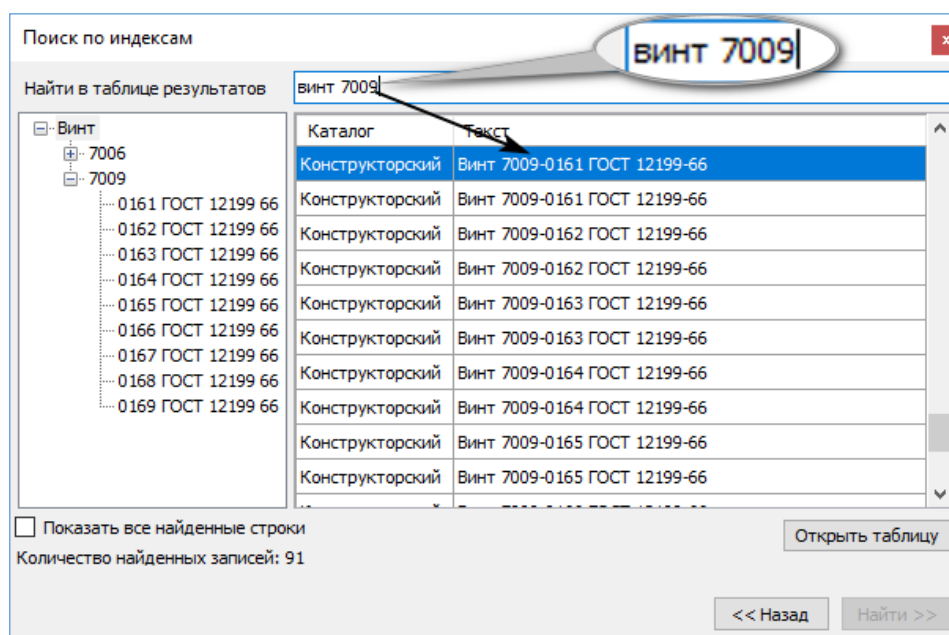 Поиск по индексам
x
винт 7009
Найти в таблице результатов
винт 7009
Винт
7006
7009
0161 ГОСТ 12199 66
0162 ГОСТ 12199 66
0163 ГОСТ 12199 66
0164 ГОСТ 12199 66
0165 ГОСТ 12199 66
0166 ГОСТ 12199 66
0167 ГОСТ 12199 66
0168 ГОСТ 12199 66
0169 ГОСТ 12199 66
Каталог Текст
Конструкторский Винт 7009-0161 ГОСТ 12199-66
Конструкторский Винт 7009-0161 ГОСТ 12199-66
Конструкторский Винт 7009-0162 ГОСТ 12199-66
Конструкторский Винт 7009-0162 ГОСТ 12199-66
Конструкторский Винт 7009-0163 ГОСТ 12199-66
Конструкторский Винт 7009-0163 ГОСТ 12199-66
Конструкторский Винт 7009-0164 ГОСТ 12199-66
Конструкторский Винт 7009-0164 ГОСТ 12199-66
Конструкторский Винт 7009-0165 ГОСТ 12199-66
Конструкторский Винт 7009-0165 ГОСТ 12199-66
Показать все найденные строки
Открыть таблицу
Количество найденных записей: 91
<< Назад
Найти >>